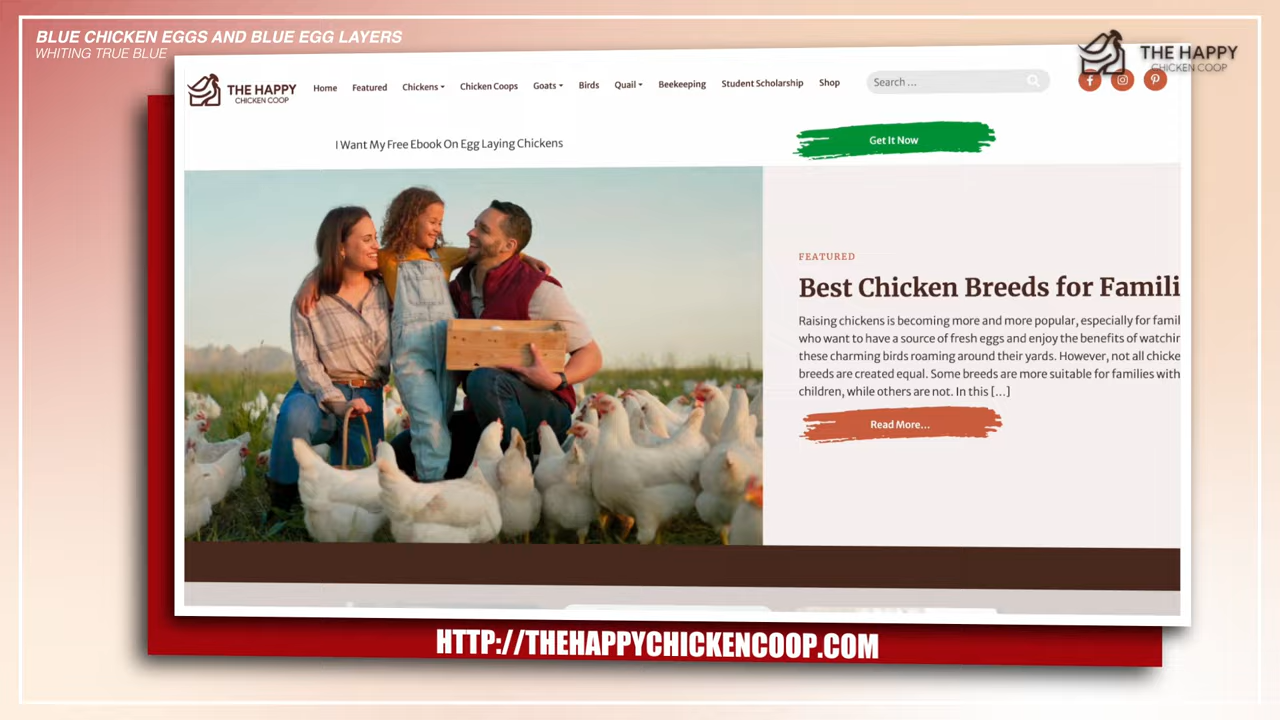 BLUE CHICKEN EGGS AND BLUE EGG LAYERS
WHITING TRUE BLUE
THE HAPPY
CHICKEN COOP
THE HAPPY
CHICKEN COOP
Home Featured Chickens Chicken Coops Goats Birds Quail Beekeeping Student Scholarship Shop Search ...
I Want My Free Ebook On Egg Laying Chickens
Get It Now
FEATURED
Best Chicken Breeds for Famili
Raising chickens is becoming more and more popular, especially for famil
who want to have a source of fresh eggs and enjoy the benefits of watchin
these charming birds roaming around their yards. However, not all chicke
breeds are created equal. Some breeds are more suitable for families with
children, while others are not. In this [...]
Read More...
HTTP://THEHAPPYCHICKENCOOP.COM